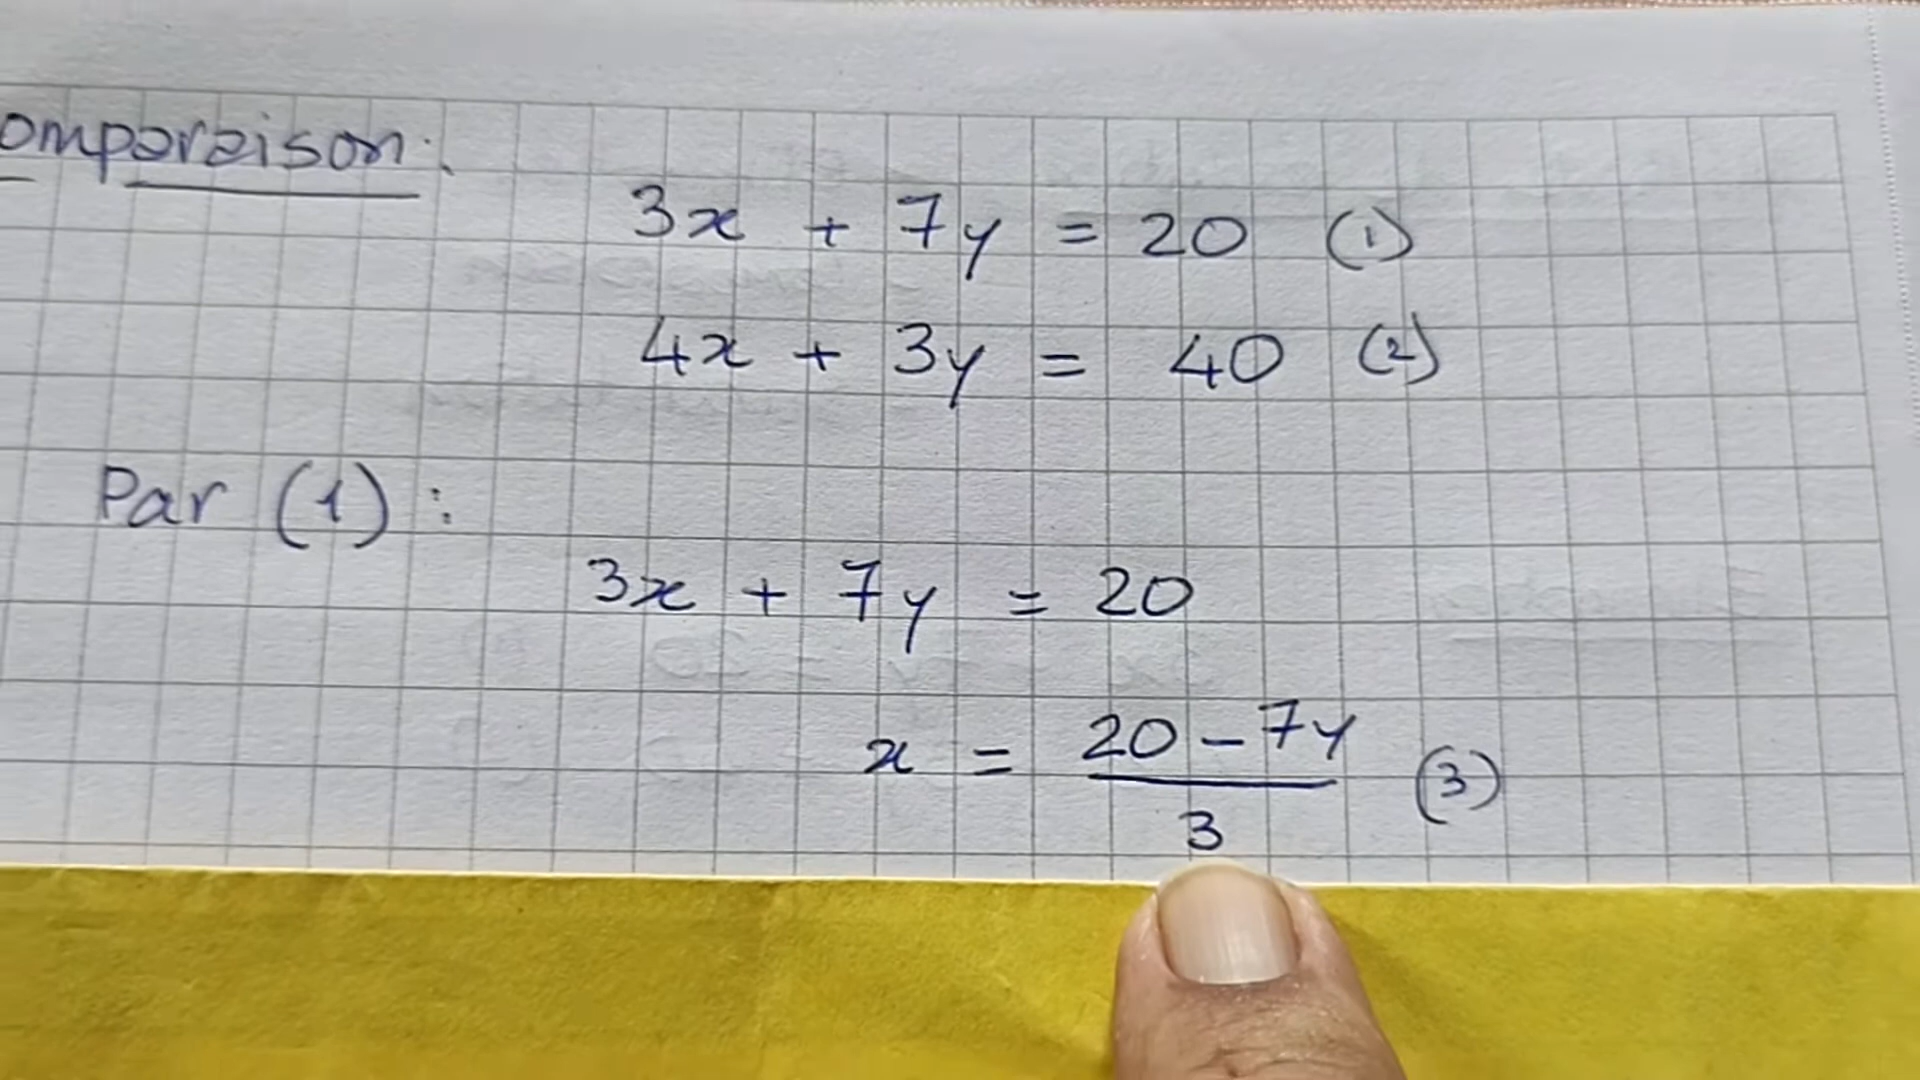 omparaison:
3x + 7y = 20 (1)
4x + 3y = 40 (2)
Par (1):
3x + 7y = 20
x = 20 - 7y / 3 (3)